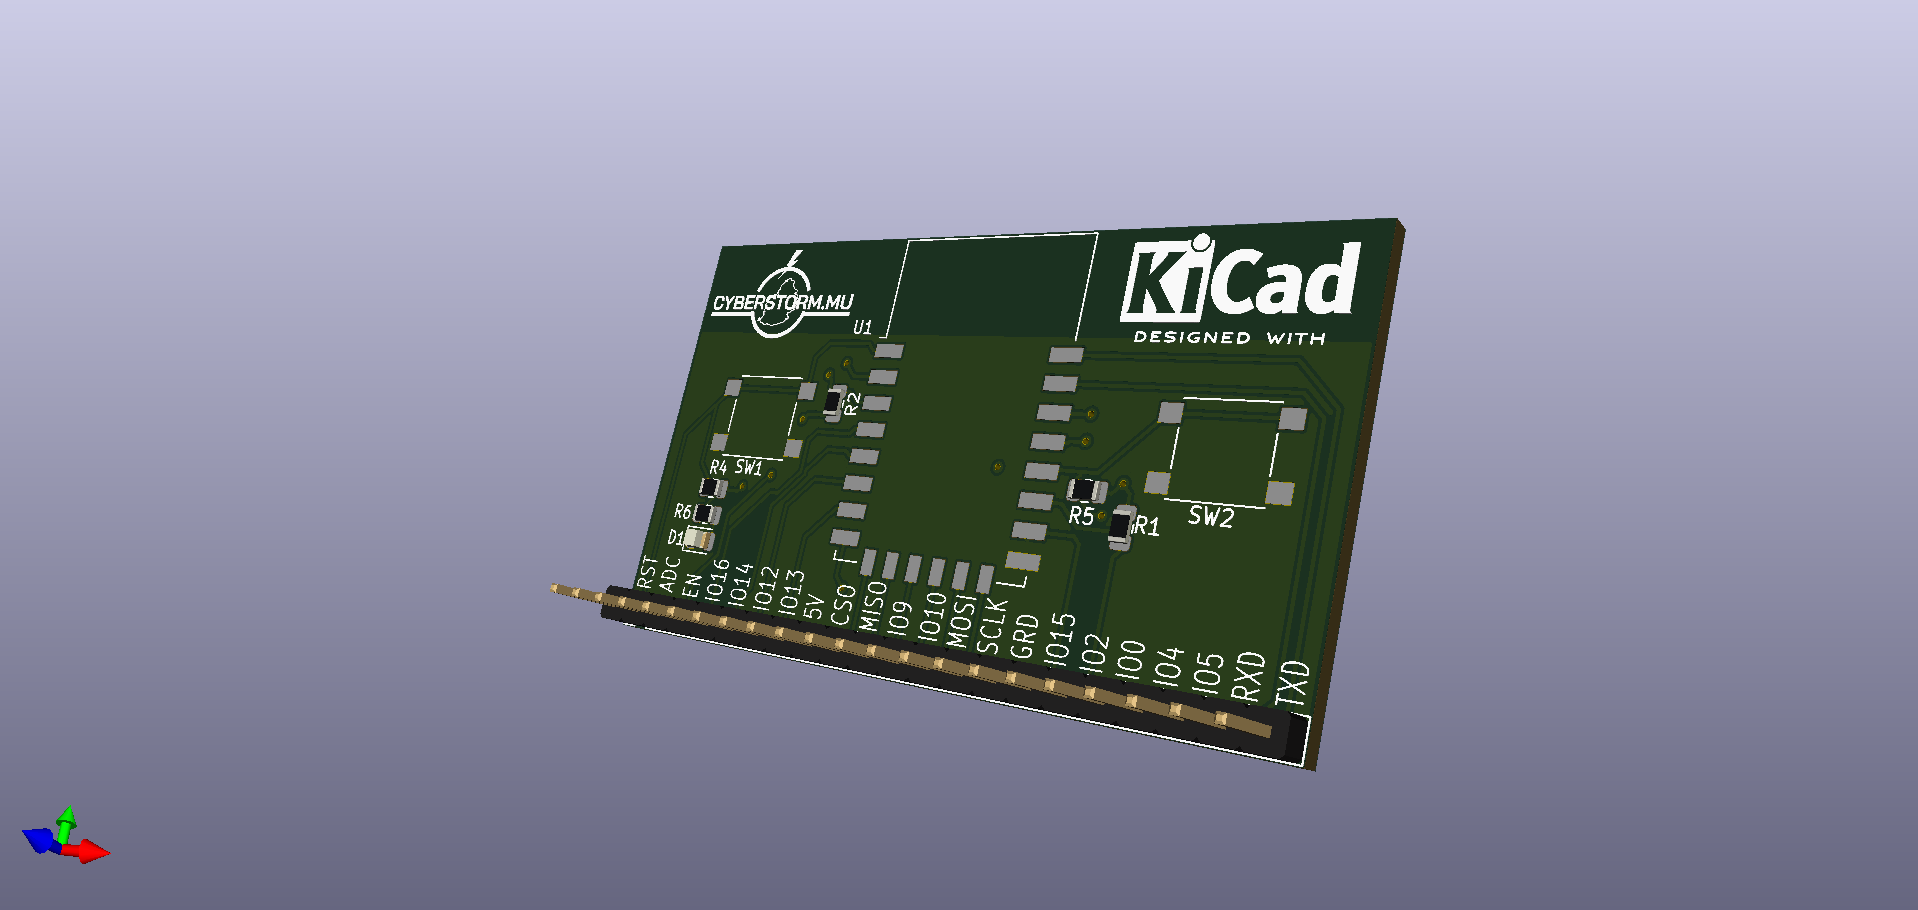 CYBERSTORM.MU
KiCad
DESIGNED WITH
U1
R2
R4
SW1
R6
D1
R5
R1
SW2
RST
ADC
EN
IO16
IO14
IO12
IO13
5V
CSO
MISO
IO9
IO10
MOSI
SCLK
GRD
IO15
IO2
IO0
IO4
IO5
RXD
TXD